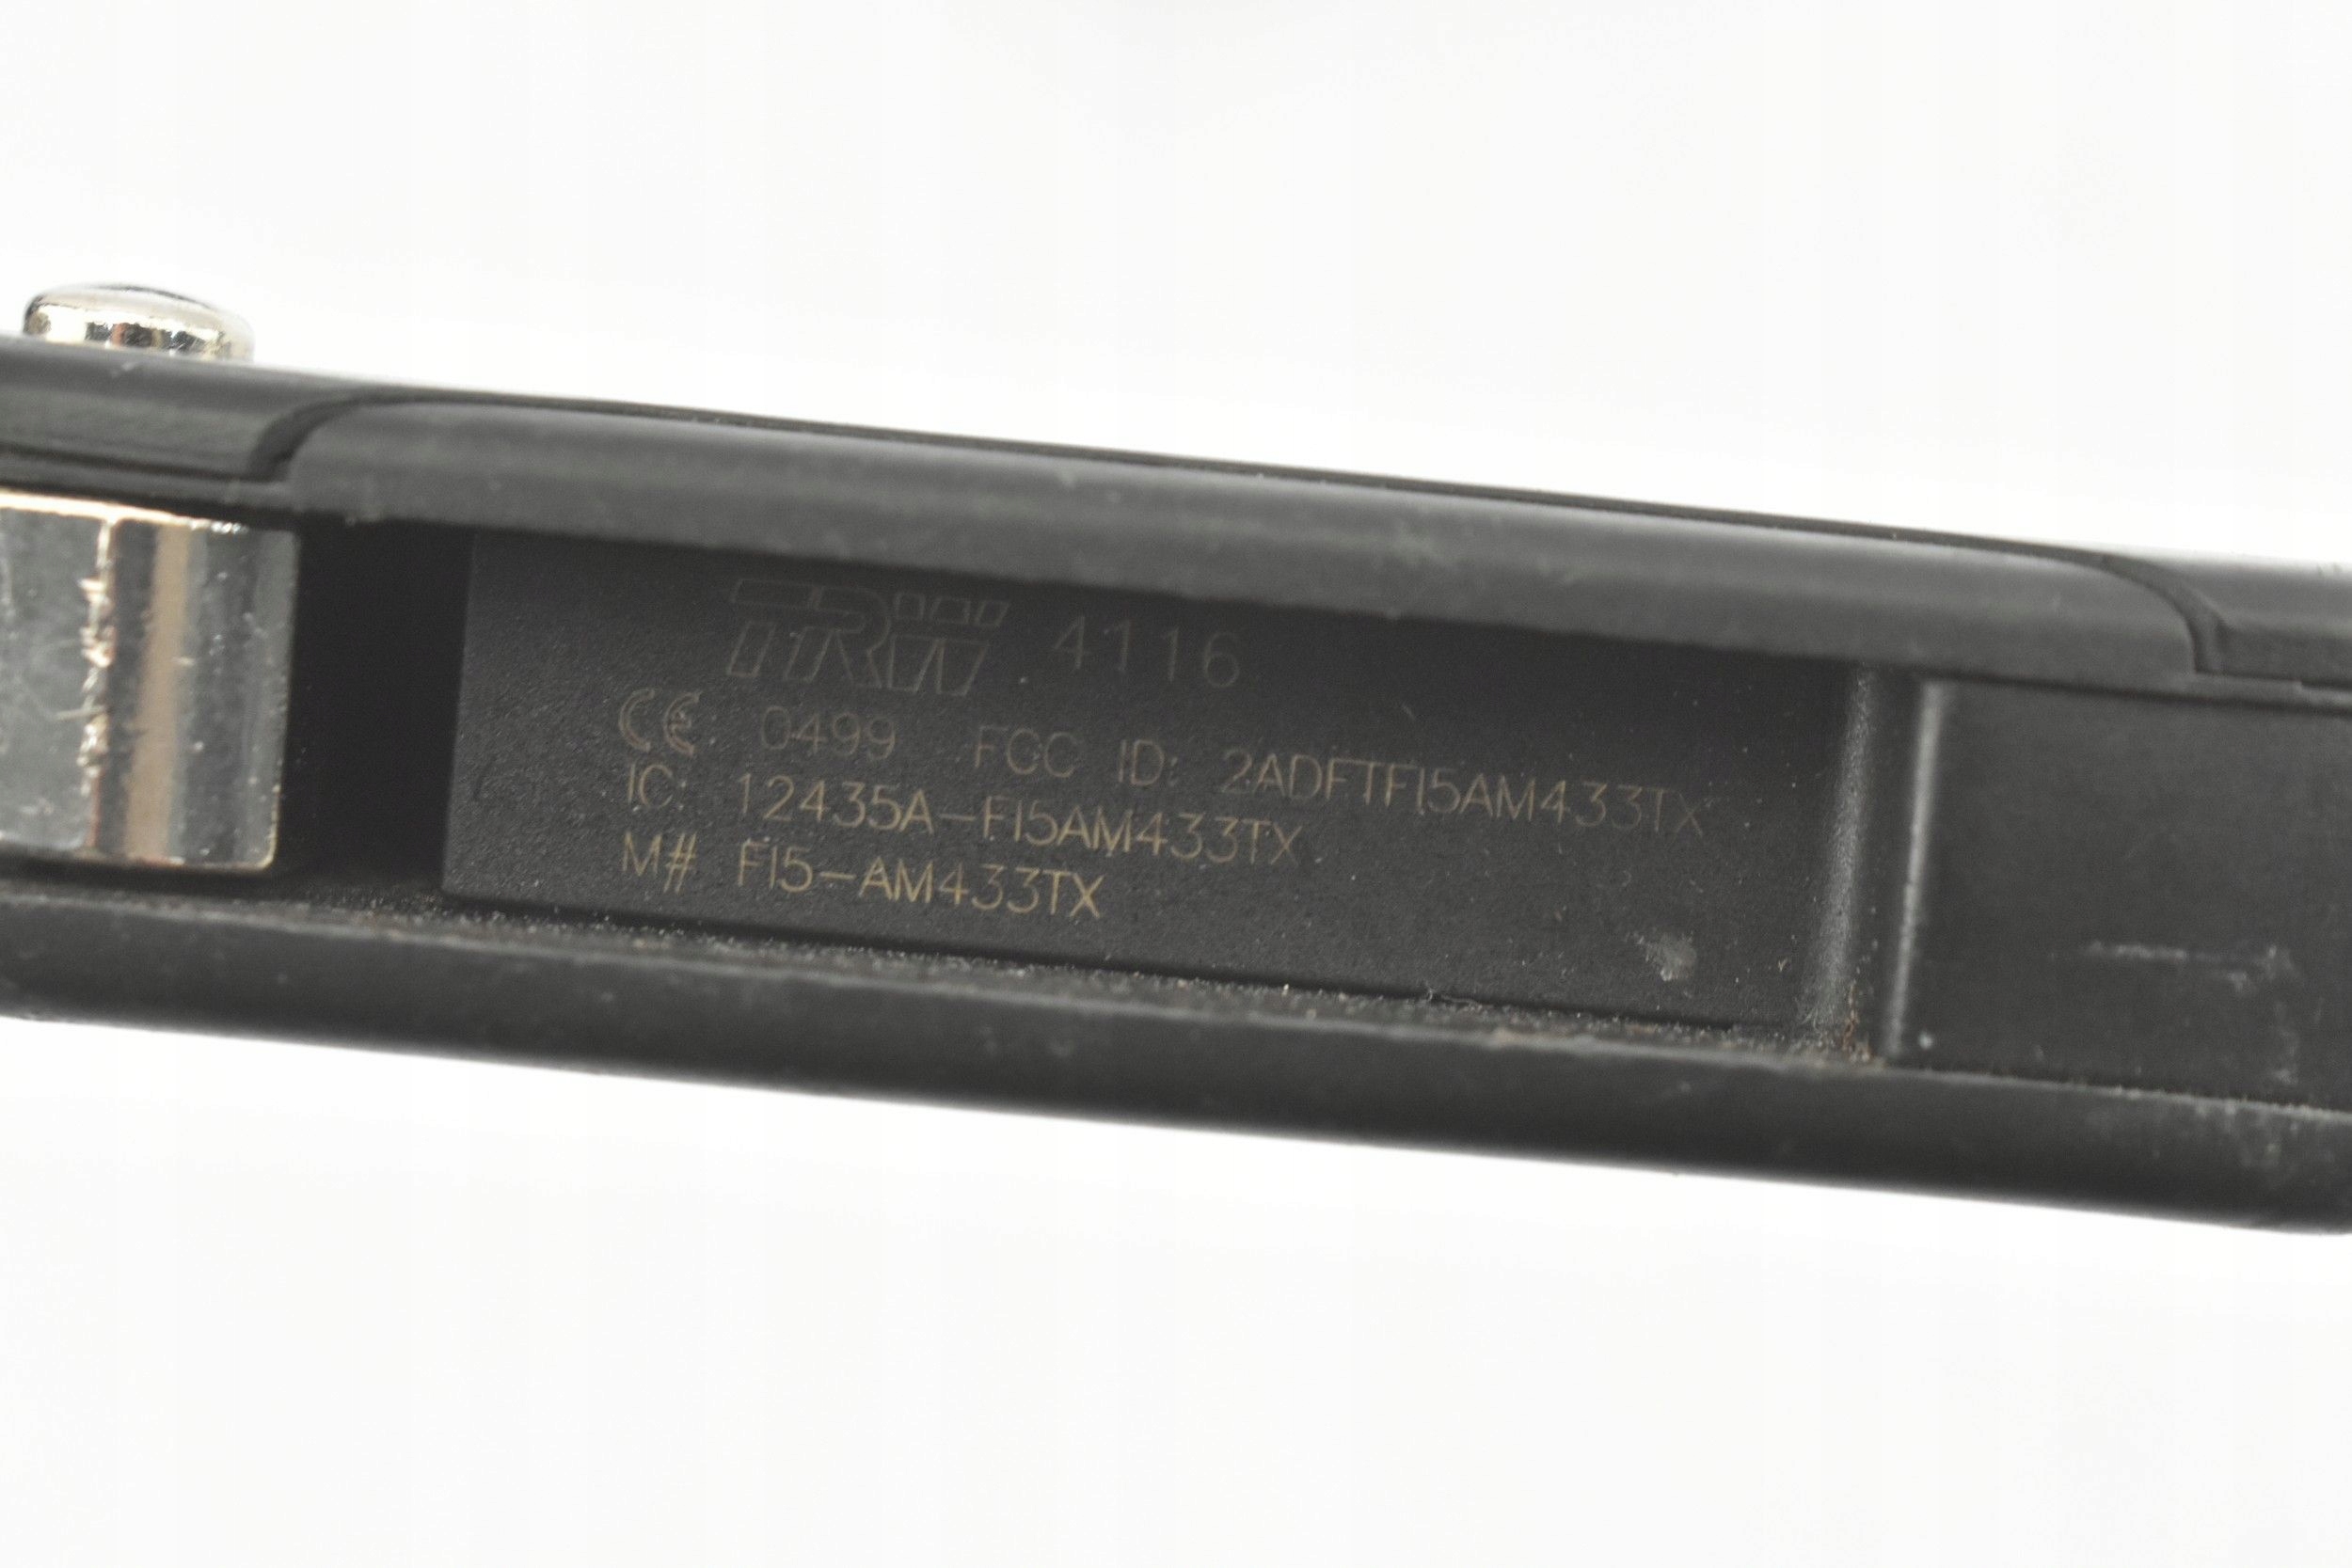 TRW 4116
CE 0499 FCC ID: 2ADFTFI5AM433TX
IC: 12435A-FI5AM433TX
M# FI5-AM433TX